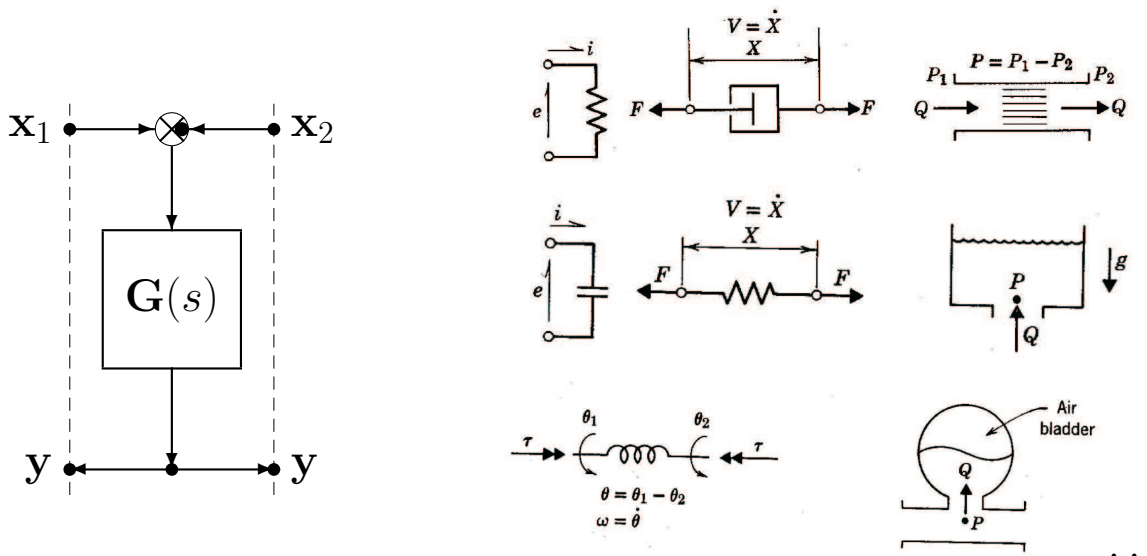 x₁ x₂
G(s)
y y
i
e
V = Ẋ
X
F F
P₁ P = P₁ − P₂ P₂
Q Q
i
e
V = Ẋ
X
F F
P
Q
g
τ θ₁ θ₂ τ
θ = θ₁ − θ₂
ω = θ̇
Air
bladder
Q
P